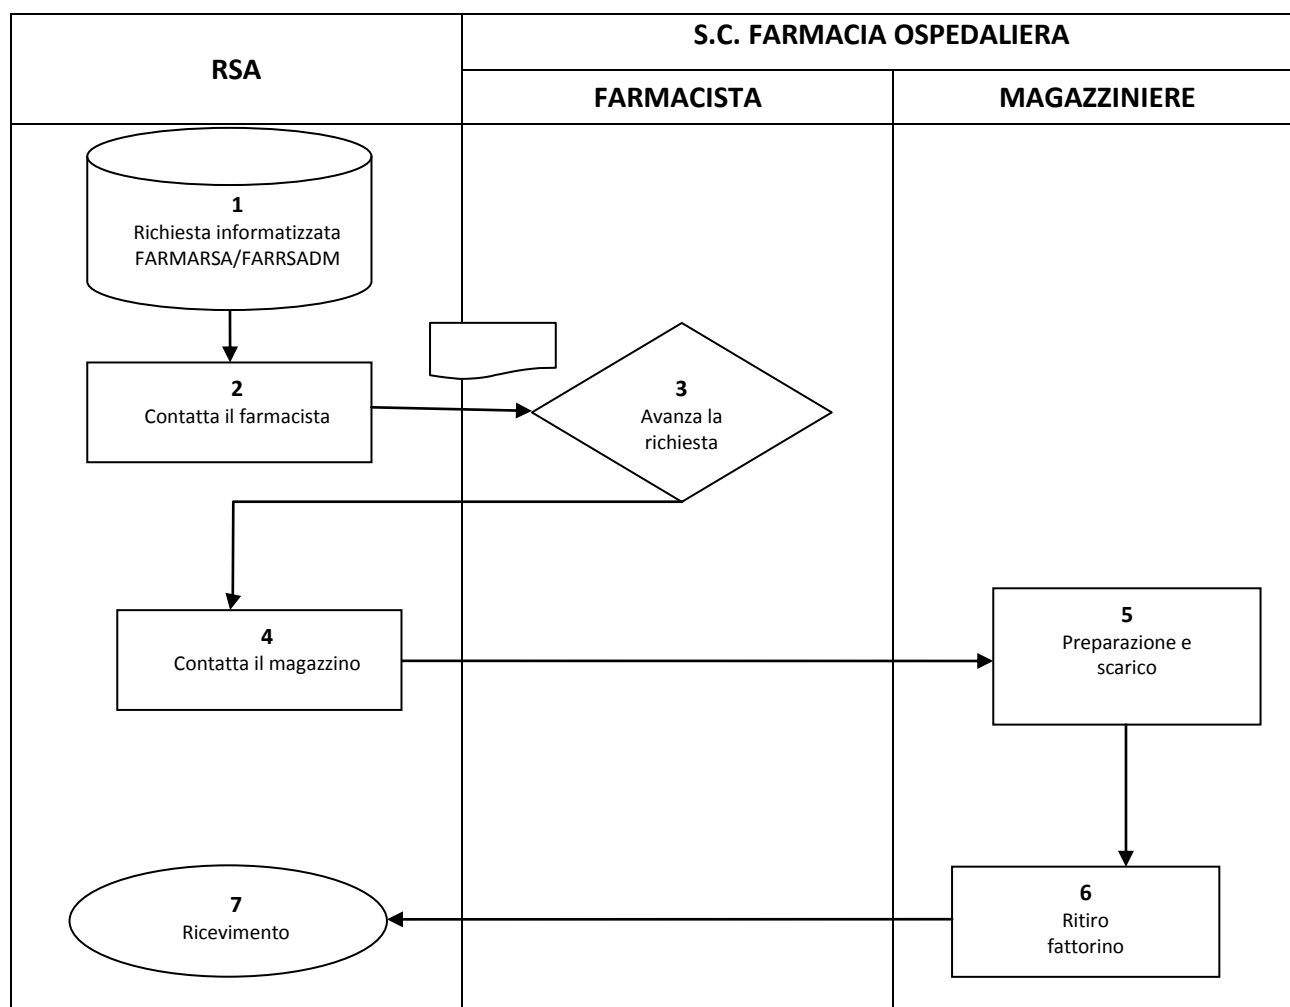 RSA
S.C. FARMACIA OSPEDALIERA
FARMACISTA
MAGAZZINIERE
1
Richiesta informatizzata
FARMARSA/FARRSADM
2
Contatta il farmacista
3
Avanza la
richiesta
4
Contatta il magazzino
5
Preparazione e
scarico
6
Ritiro
fattorino
7
Ricevimento